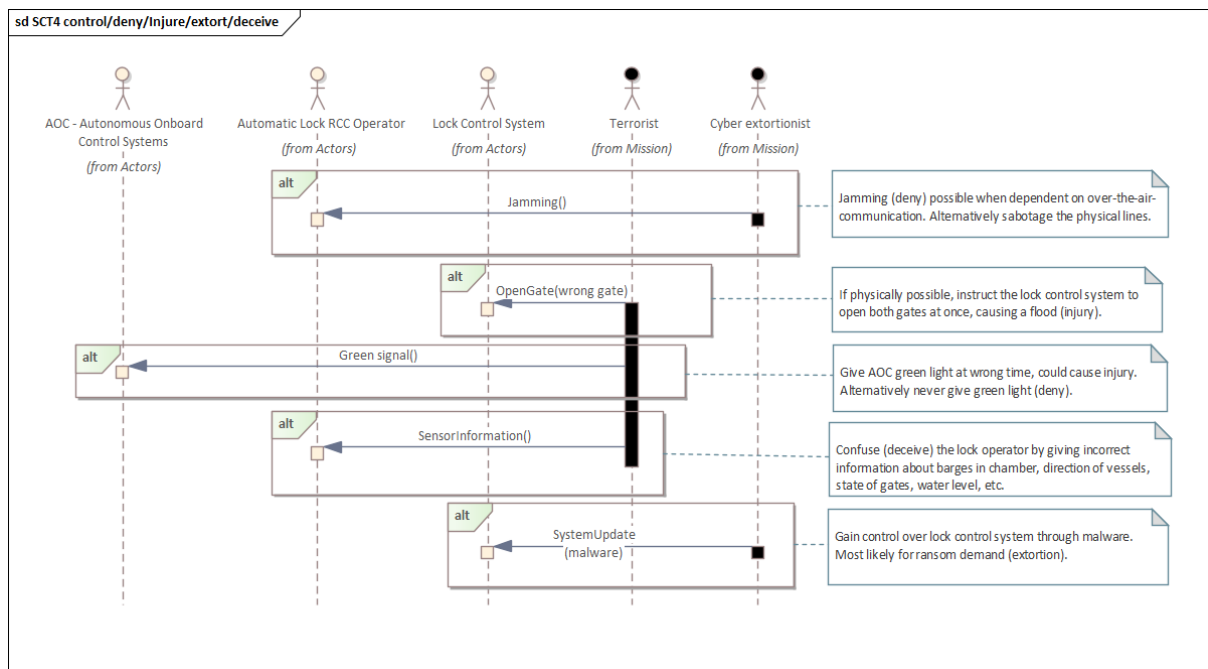 sd SCT4 control/deny/Injure/extort/deceive
AOC - Autonomous Onboard
Control Systems
(from Actors)
Automatic Lock RCC Operator
(from Actors)
Lock Control System
(from Actors)
Terrorist
(from Mission)
Cyber extortionist
(from Mission)
alt
Jamming()
Jamming (deny) possible when dependent on over-the-air-
communication. Alternatively sabotage the physical lines.
alt
OpenGate(wrong gate)
If physically possible, instruct the lock control system to
open both gates at once, causing a flood (injury).
alt
Green signal()
Give AOC green light at wrong time, could cause injury.
Alternatively never give green light (deny).
alt
SensorInformation()
Confuse (deceive) the lock operator by giving incorrect
information about barges in chamber, direction of vessels,
state of gates, water level, etc.
alt
SystemUpdate
(malware)
Gain control over lock control system through malware.
Most likely for ransom demand (extortion).